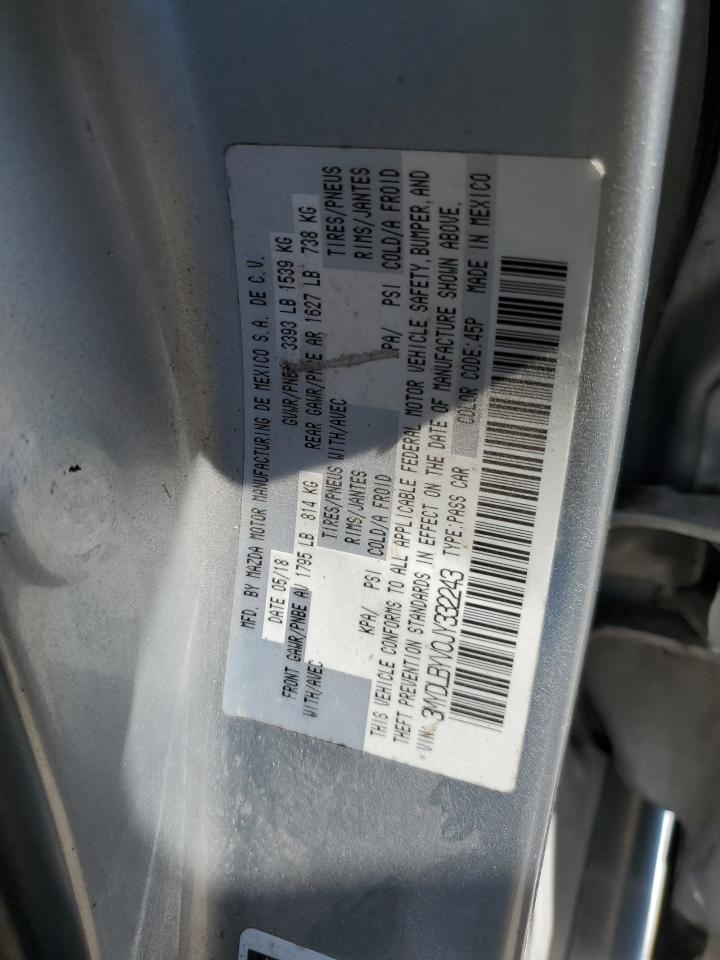 MFD. BY MAZDA MOTOR MANUFACTURING DE MEXICO S.A. DE C.V.
DATE 05/18 GVWR/PNBV 3393 LB 1539 KG
FRONT GAWR/PNBE AV 1795 LB 814 KG REAR GAWR/PNBE AR 1627 LB 738 KG
WITH/AVEC TIRES/PNEUS WITH/AVEC TIRES/PNEUS
RIMS/JANTES RIMS/JANTES
KPA/ PSI COLD/A FROID PA/ PSI COLD/A FROID
THIS VEHICLE CONFORMS TO ALL APPLICABLE FEDERAL MOTOR VEHICLE SAFETY, BUMPER, AND
THEFT PREVENTION STANDARDS IN EFFECT ON THE DATE OF MANUFACTURE SHOWN ABOVE.
VIN: 3MYDLBYV0JY332243 TYPE:PASS CAR COLOR CODE:45P MADE IN MEXICO